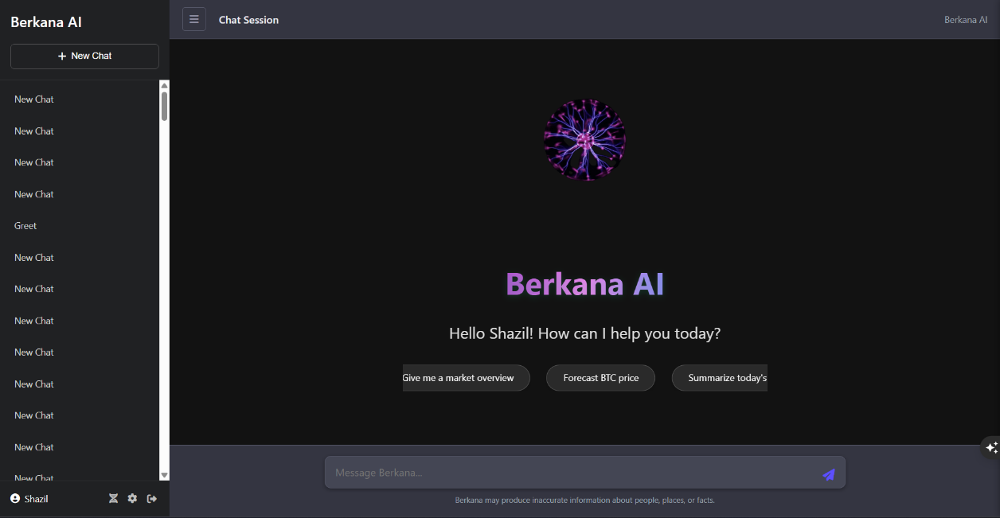 Berkana AI
New Chat
New Chat
New Chat
New Chat
New Chat
Greet
New Chat
New Chat
New Chat
New Chat
New Chat
New Chat
New Chat
New Chat
Shazil
Chat Session
Berkana AI
Berkana AI
Hello Shazil! How can I help you today?
Give me a market overview
Forecast BTC price
Summarize today's
Message Berkana...
Berkana may produce inaccurate information about people, places, or facts.